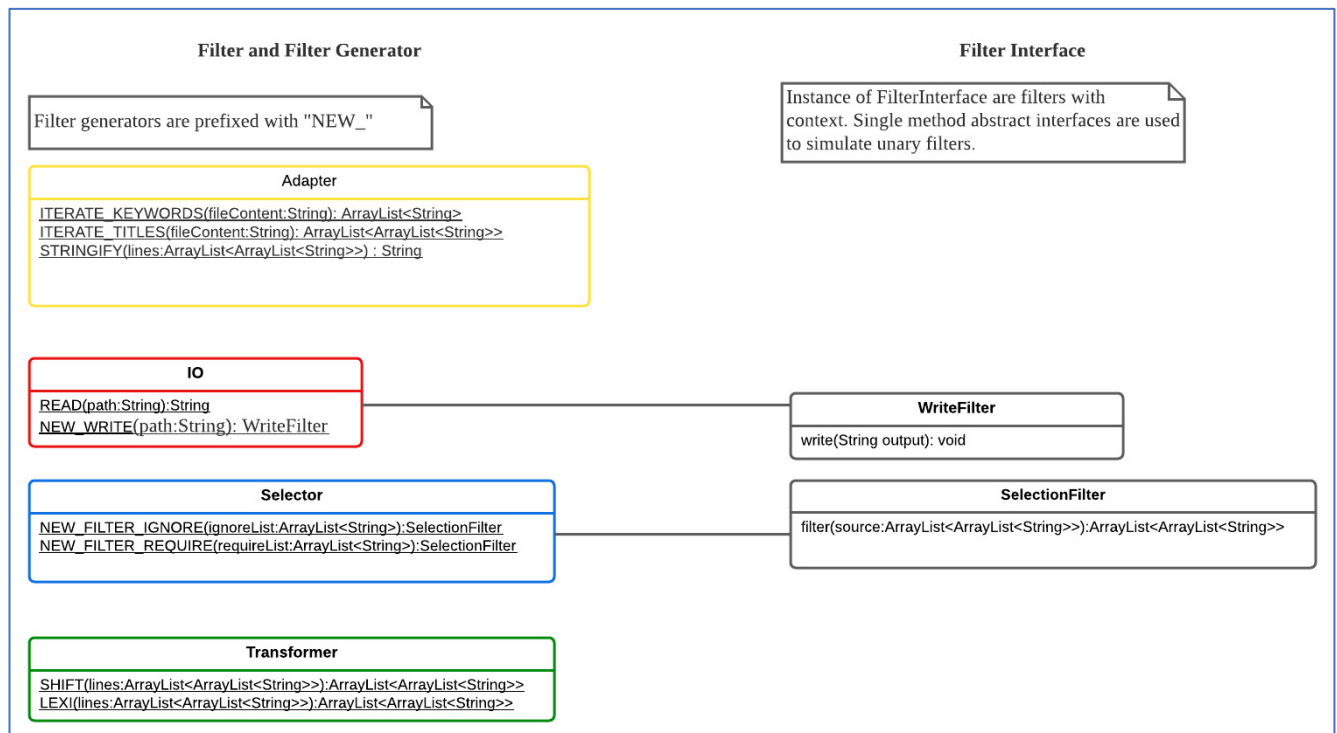 Filter and Filter Generator
Filter Interface
Filter generators are prefixed with "NEW_"
Instance of FilterInterface are filters with
context. Single method abstract interfaces are used
to simulate unary filters.
Adapter
ITERATE_KEYWORDS(fileContent:String): ArrayList<String>
ITERATE_TITLES(fileContent:String): ArrayList<ArrayList<String>>
STRINGIFY(lines:ArrayList<ArrayList<String>>) : String
IO
READ(path:String):String
NEW_WRITE(path:String): WriteFilter
WriteFilter
write(String output): void
Selector
NEW_FILTER_IGNORE(ignoreList:ArrayList<String>):SelectionFilter
NEW_FILTER_REQUIRE(requireList:ArrayList<String>):SelectionFilter
SelectionFilter
filter(source:ArrayList<ArrayList<String>>):ArrayList<ArrayList<String>>
Transformer
SHIFT(lines:ArrayList<ArrayList<String>>):ArrayList<ArrayList<String>>
LEXI(lines:ArrayList<ArrayList<String>>):ArrayList<ArrayList<String>>